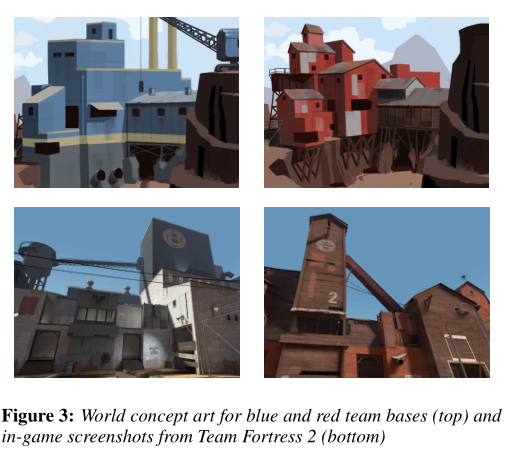 B
2
Figure 3: World concept art for blue and red team bases (top) and
in-game screenshots from Team Fortress 2 (bottom)